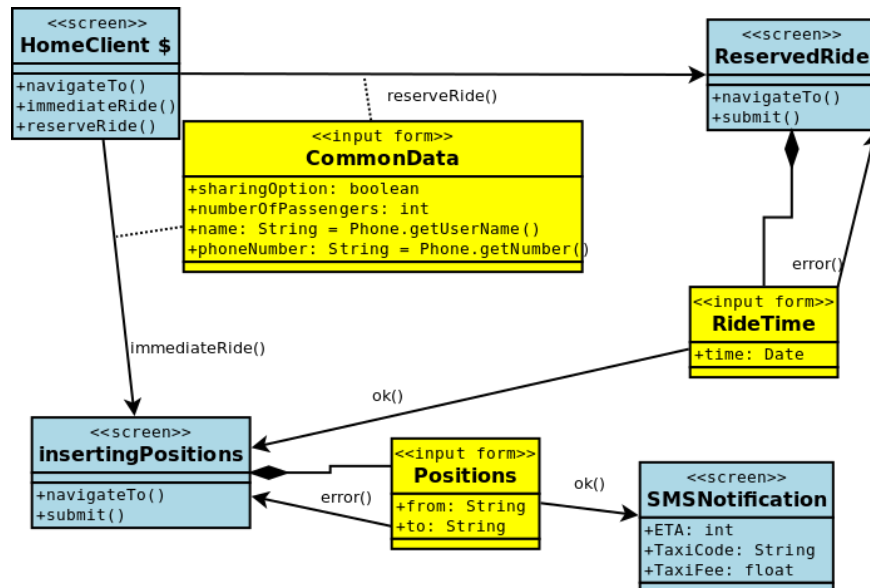 <<screen>>
HomeClient $
+navigateTo()
+immediateRide()
+reserveRide()
<<screen>>
ReservedRide
+navigateTo()
+submit()
reserveRide()
<<input form>>
CommonData
+sharingOption: boolean
+numberOfPassengers: int
+name: String = Phone.getUserName()
+phoneNumber: String = Phone.getNumber()
error()
<<input form>>
RideTime
+time: Date
immediateRide()
ok()
<<screen>>
insertingPositions
+navigateTo()
+submit()
<<input form>>
Positions
+from: String
+to: String
error()
ok()
<<screen>>
SMSNotification
+ETA: int
+TaxiCode: String
+TaxiFee: float